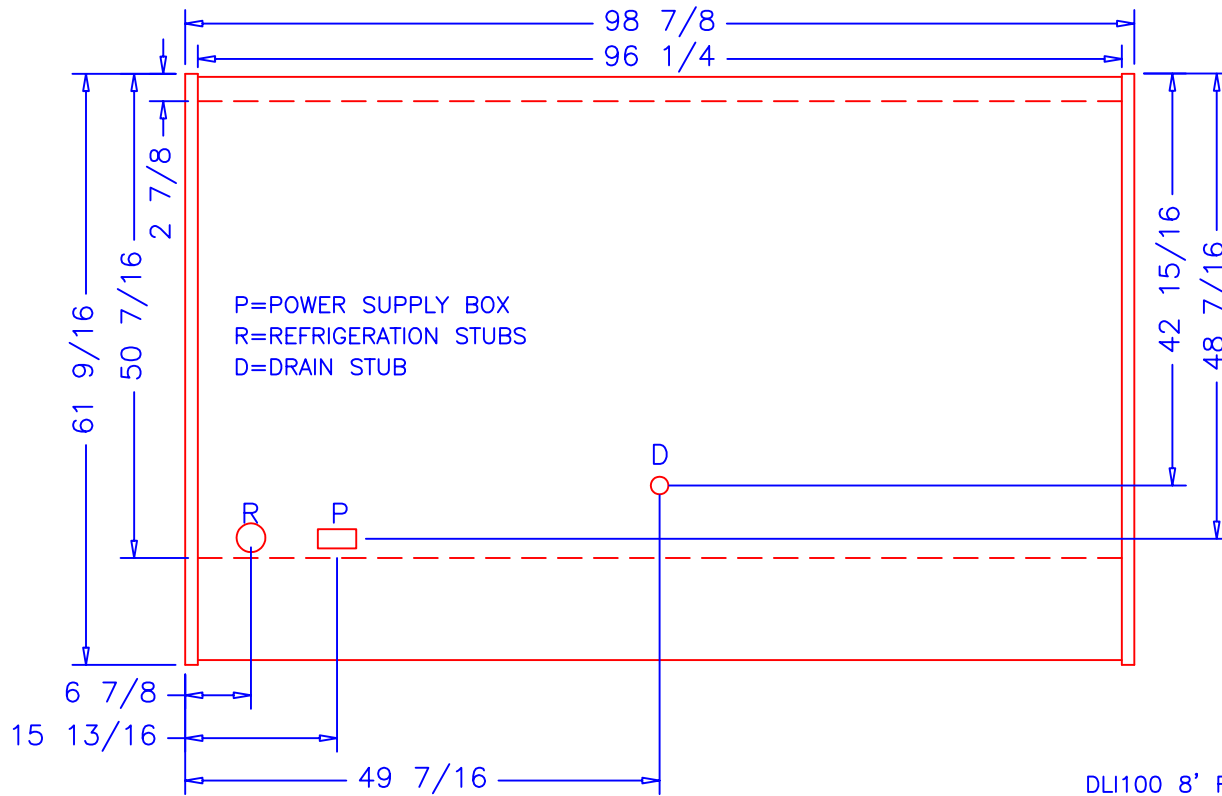 98 7/8
96 1/4
2 7/8
61 9/16
50 7/16
42 15/16
48 7/16
P=POWER SUPPLY BOX
R=REFRIGERATION STUBS
D=DRAIN STUB
D
R
P
6 7/8
15 13/16
49 7/16
DLI100 8'